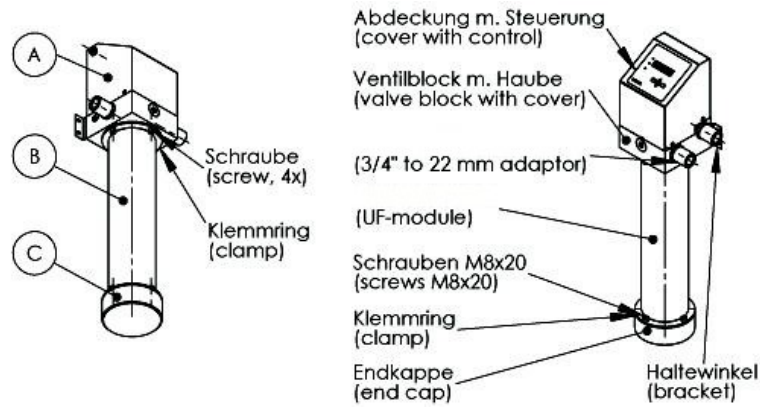 A
B
C
Schraube
(screw, 4x)
Klemmring
(clamp)
Abdeckung m. Steuerung
(cover with control)
Ventilblock m. Haube
(valve block with cover)
(3/4" to 22 mm adaptor)
(UF-module)
Schrauben M8x20
(screws M8x20)
Klemmring
(clamp)
Endkappe
(end cap)
Haltewinkel
(bracket)